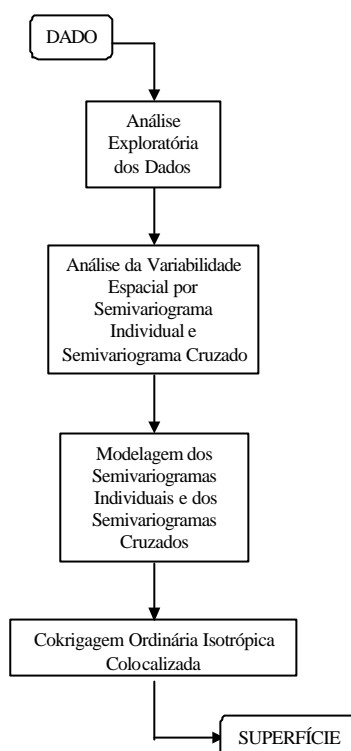 DADO
Análise
Exploratória
dos Dados
Análise da Variabilidade
Espacial por
Semivariograma
Individual e
Semivariograma Cruzado
Modelagem dos
Semivariogramas
Individuais e dos
Semivariogramas
Cruzados
Cokrigagem Ordinária Isotrópica
Colocalizada
SUPERFÍCIE